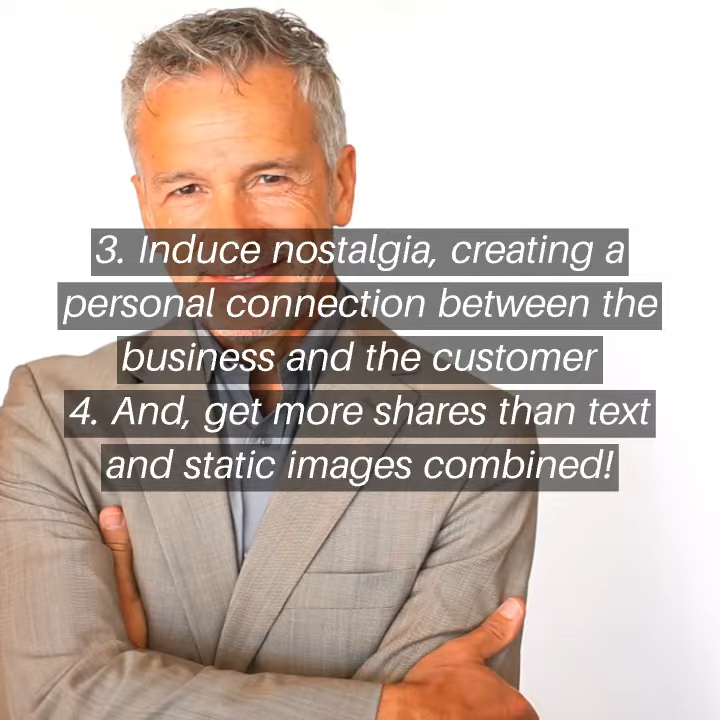 3. Induce nostalgia, creating a
personal connection between the
business and the customer
4. And, get more shares than text
and static images combined!